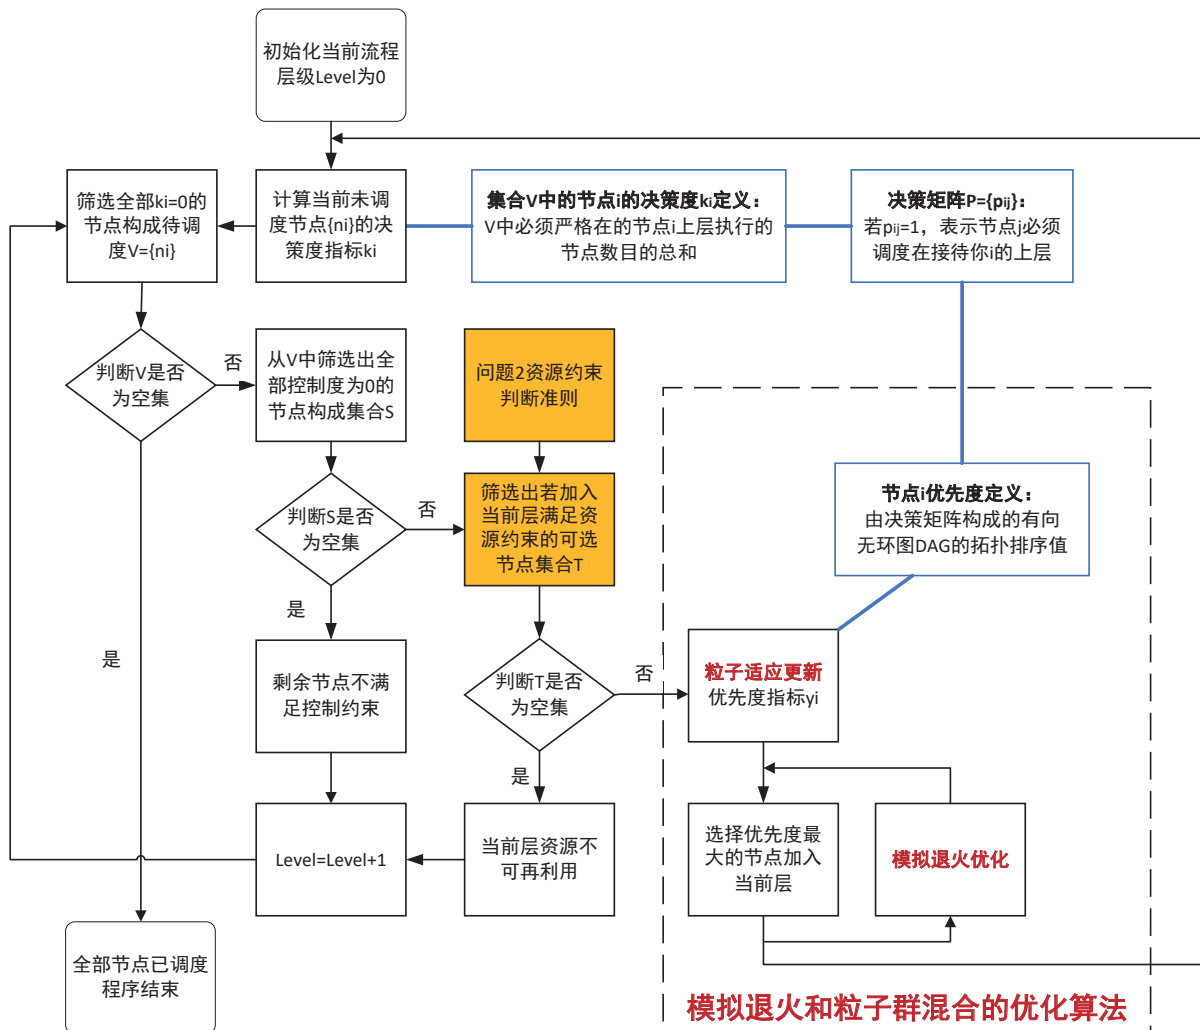 初始化当前流程
层级Level为0
筛选全部ki=0的
节点构成待调
度V={ni}
计算当前未调
度节点{ni}的决
策度指标ki
集合V中的节点i的决策度ki定义：
V中必须严格在的节点i上层执行的
节点数目的总和
决策矩阵P={pij}：
若pij=1，表示节点j必须
调度在接待你i的上层
判断V是否
为空集
否
从V中筛选出全
部控制度为0的
节点构成集合S
问题2资源约束
判断准则
判断S是否
为空集
否
筛选出若加入
当前层满足资
源约束的可选
节点集合T
节点i优先度定义：
由决策矩阵构成的有向
无环图DAG的拓扑排序值
是
是
剩余节点不满
足控制约束
判断T是否
为空集
否
粒子适应更新
优先度指标yi
是
Level=Level+1
当前层资源不
可再利用
选择优先度最
大的节点加入
当前层
模拟退火优化
全部节点已调度
程序结束
模拟退火和粒子群混合的优化算法